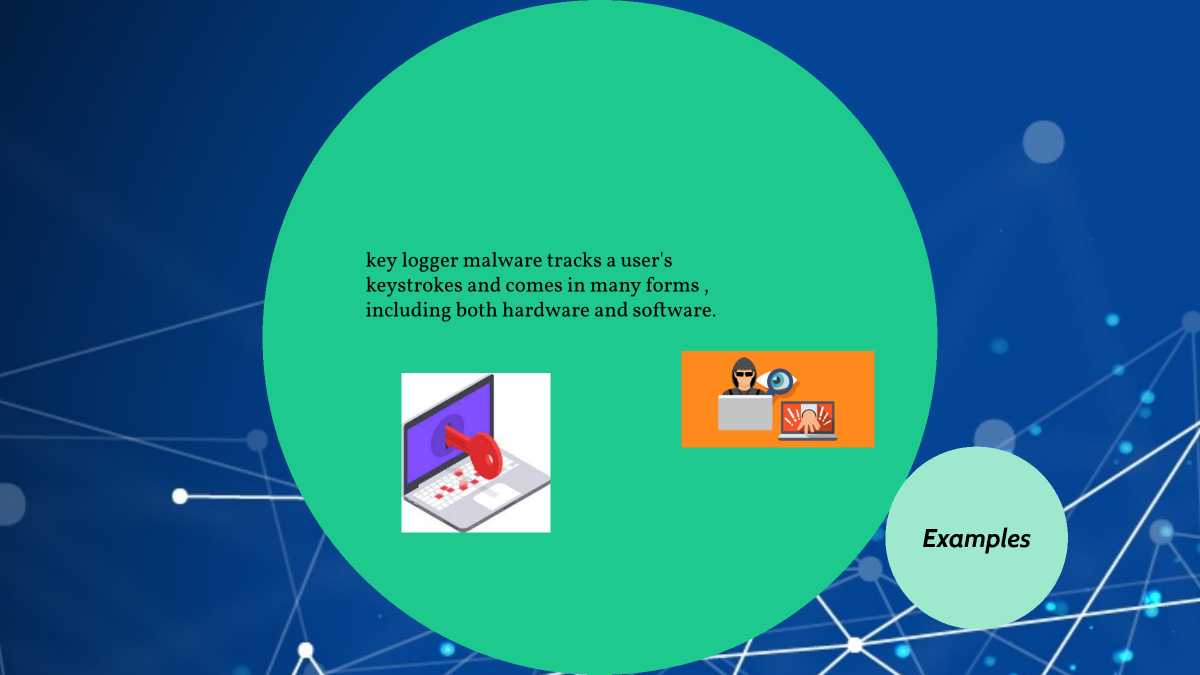 key logger malware tracks a user's
keystrokes and comes in many forms ,
including both hardware and software.
Examples